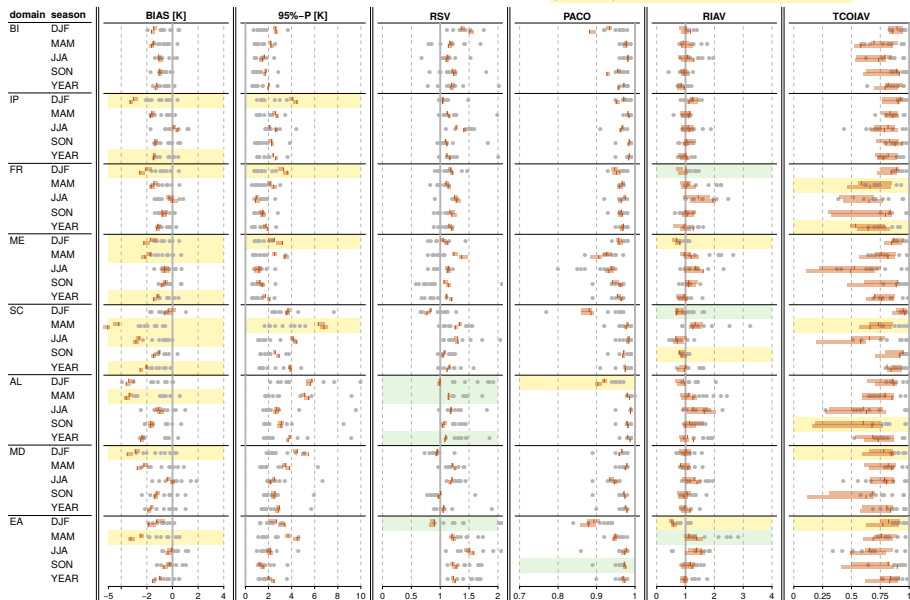 domain season BIAS [K] 95%-P [K] RSV PACO RIAV TCOIAV
BI DJF
MAM
JJA
SON
YEAR
IP DJF
MAM
JJA
SON
YEAR
FR DJF
MAM
JJA
SON
YEAR
ME DJF
MAM
JJA
SON
YEAR
SC DJF
MAM
JJA
SON
YEAR
AL DJF
MAM
JJA
SON
YEAR
MD DJF
MAM
JJA
SON
YEAR
EA DJF
MAM
JJA
SON
YEAR
−5 −2 0 2 4 0 2 4 6 8 10 0 0.5 1 1.5 2 0.7 0.8 0.9 1 0 1 2 3 4 0 0.25 0.5 0.75 1